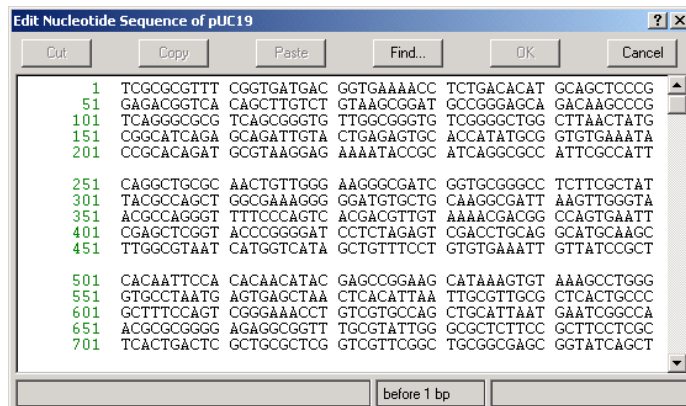 Edit Nucleotide Sequence of pUC19
Cut Copy Paste Find... OK Cancel
1 TCGCGCGTTT CGGTGATGAC GGTGAAAACC TCTGACACAT GCAGCTCCCG
51 GAGACGGTCA CAGCTTGTCT GTAAGCGGAT GCCGGGAGCA GACAAGCCCG
101 TCAGGGCGCG TCAGCGGGTG TTGGCGGGTG TCGGGGCTGG CTTAACTATG
151 CGGCATCAGA GCAGATTGTA CTGAGAGTGC ACCATATGCG GTGTGAAATA
201 CCGCACAGAT GCGTAAGGAG AAAATACCGC ATCAGGCGCC ATTCGCCATT
251 CAGGCTGCGC AACTGTTGGG AAGGGCGATC GGTGCGGGCC TCTTCGCTAT
301 TACGCCAGCT GGCGAAAGGG GGATGTGCTG CAAGGCGATT AAGTTGGGTA
351 ACGCCAGGGT TTTCCCAGTC ACGACGTTGT AAAACGACGG CCAGTGAATT
401 CGAGCTCGGT ACCCGGGGAT CCTCTAGAGT CGACCTGCAG GCATGCAAGC
451 TTGGCGTAAT CATGGTCATA GCTGTTTCCT GTGTGAAATT GTTATCCGCT
501 CACAATTCCA CACAACATAC GAGCCGGAAG CATAAAGTGT AAAGCCTGGG
551 GTGCCTAATG AGTGAGCTAA CTCACATTAA TTGCGTTGCG CTCACTGCCC
601 GCTTTCCAGT CGGGAAACCT GTCGTGCCAG CTGCATTAAT GAATCGGCCA
651 ACGCGCGGGG AGAGGCGGTT TGCGTATTGG GCGCTCTTCC GCTTCCTCGC
701 TCACTGACTC GCTGCGCTCG GTCGTTCGGC TGCGGCGAGC GGTATCAGCT
before 1 bp